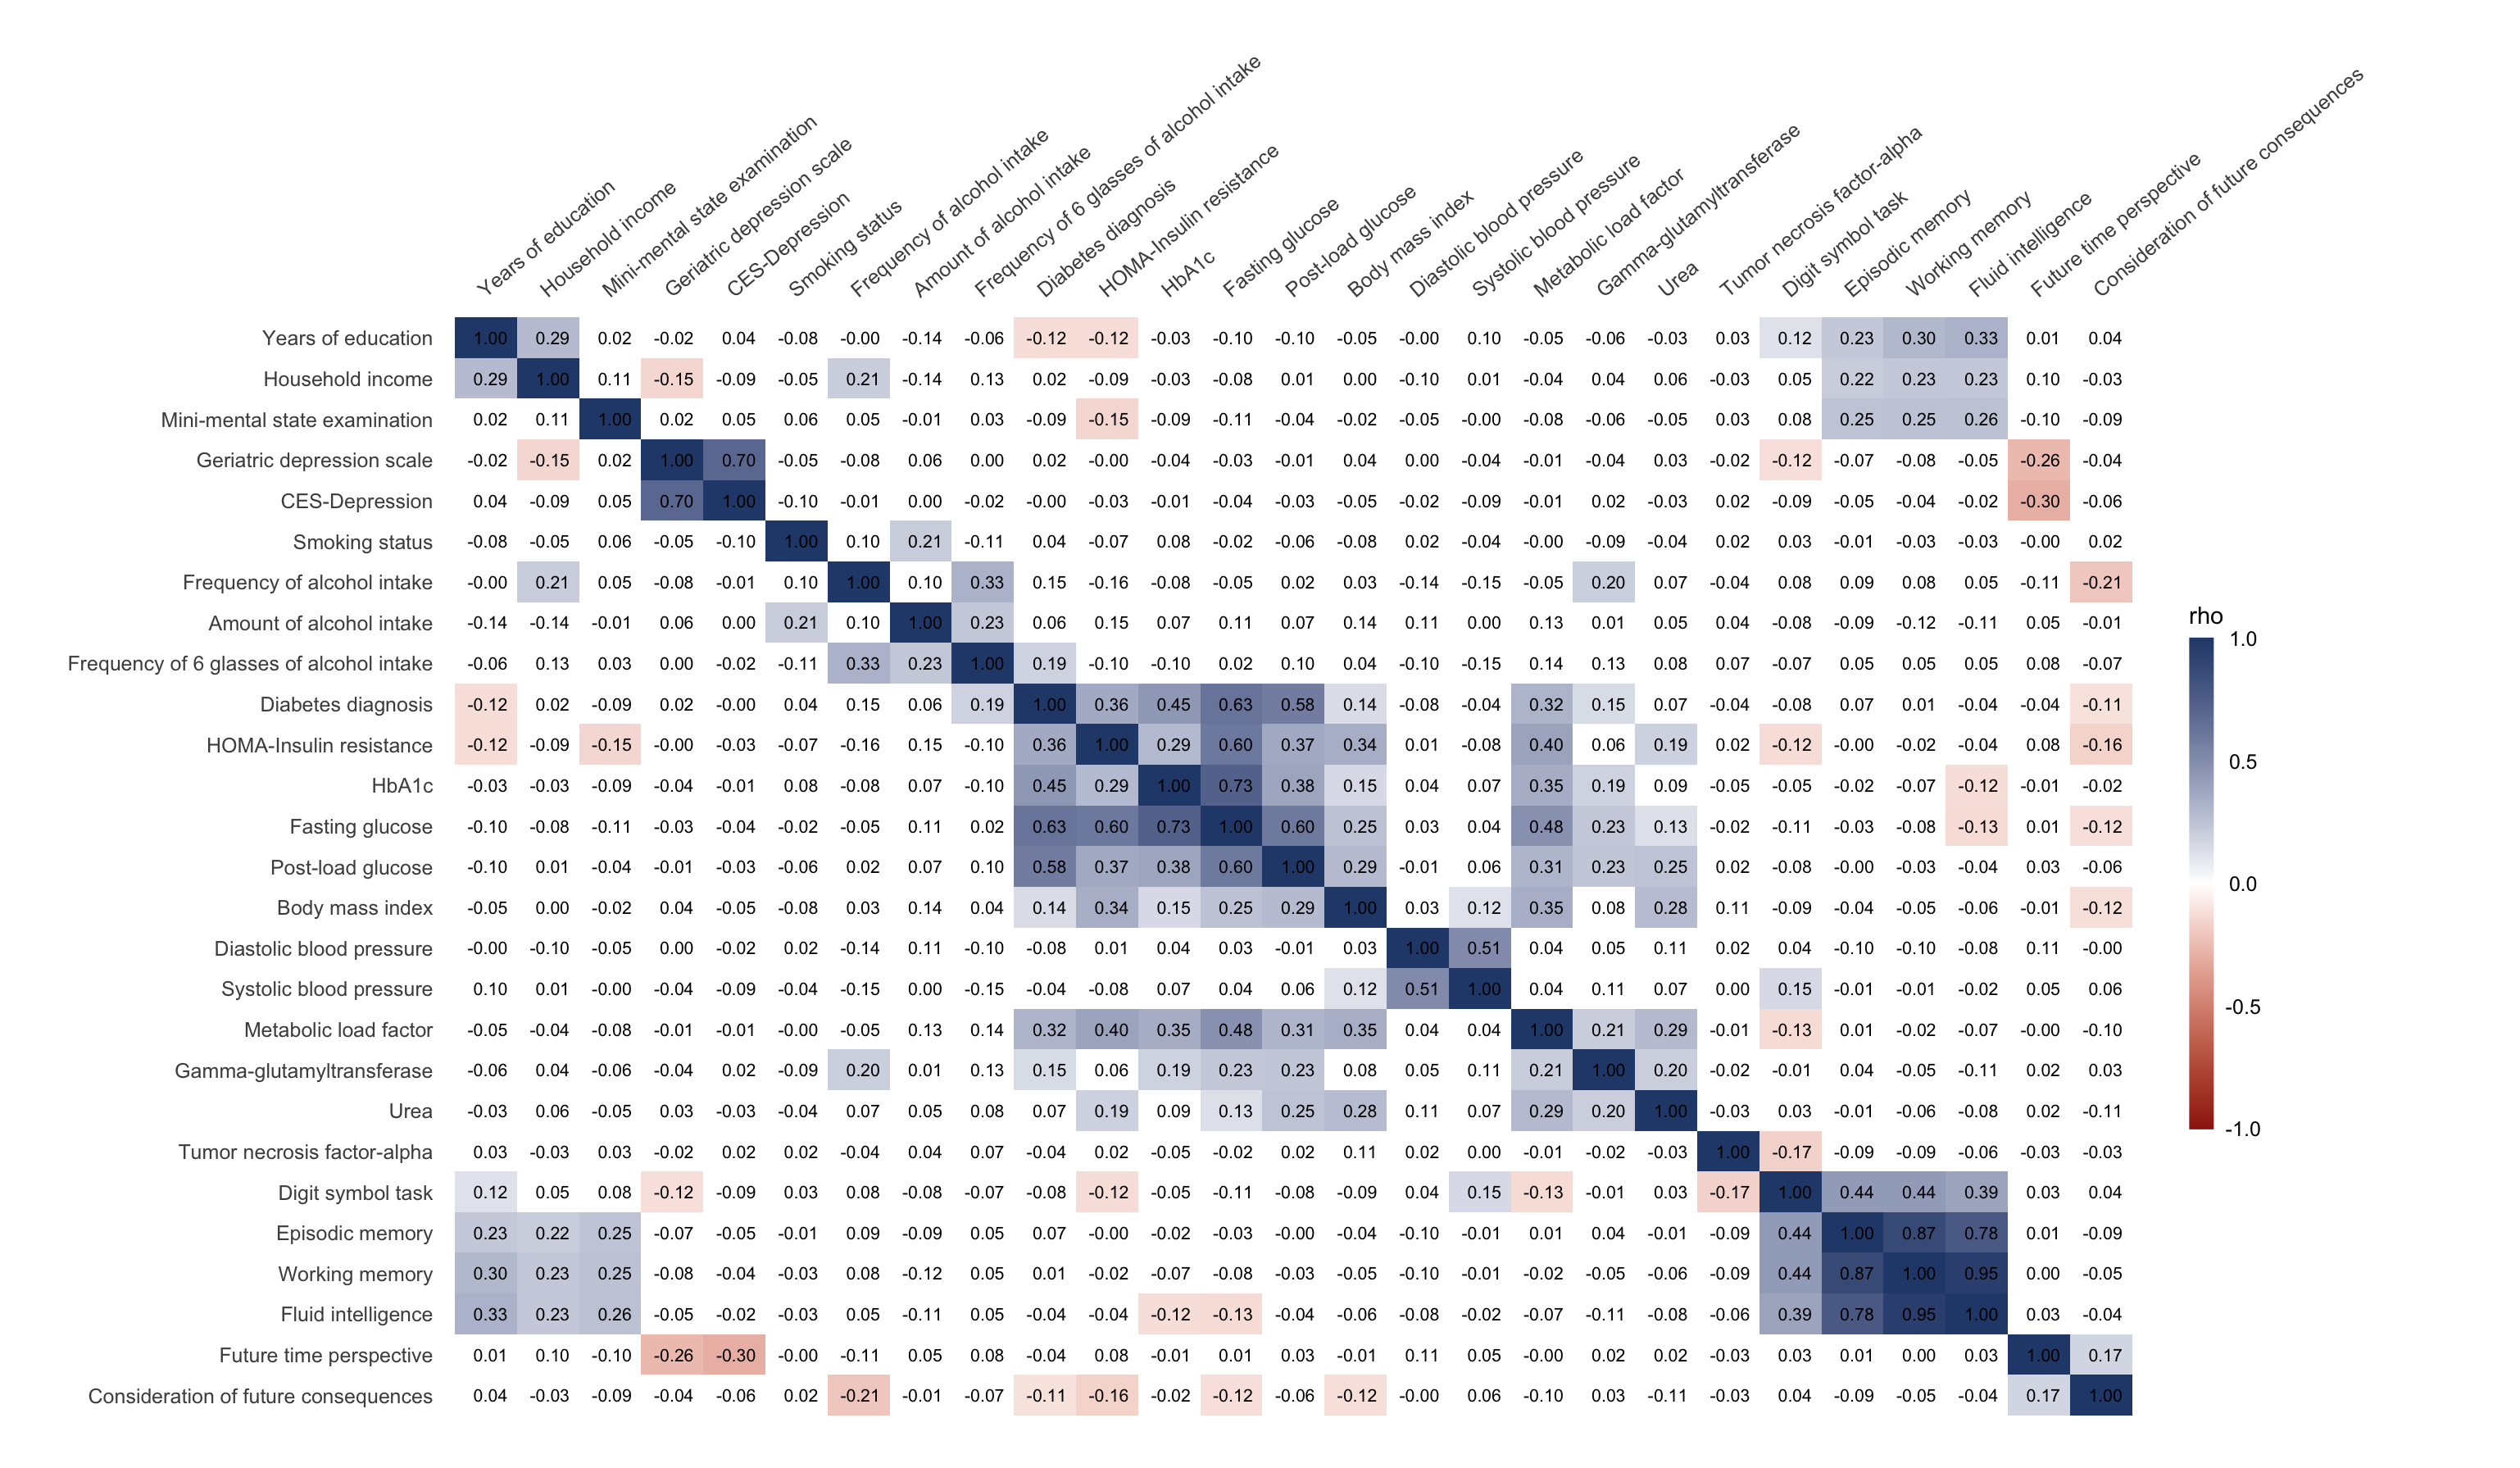 Years of education
Household income
Mini-mental state examination
Geriatric depression scale
CES-Depression
Smoking status
Frequency of alcohol intake
Amount of alcohol intake
Frequency of 6 glasses of alcohol intake
Diabetes diagnosis
HOMA-Insulin resistance
HbA1c
Fasting glucose
Post-load glucose
Body mass index
Diastolic blood pressure
Systolic blood pressure
Metabolic load factor
Gamma-glutamyltransferase
Urea
Tumor necrosis factor-alpha
Digit symbol task
Episodic memory
Working memory
Fluid intelligence
Future time perspective
Consideration of future consequences
Years of education 1.00 0.29 0.02 -0.02 0.04 -0.08 -0.00 -0.14 -0.06 -0.12 -0.12 -0.03 -0.10 -0.10 -0.05 -0.00 0.10 -0.05 -0.06 -0.03 0.03 0.12 0.23 0.30 0.33 0.01 0.04
Household income 0.29 1.00 0.11 -0.15 -0.09 -0.05 0.21 -0.14 0.13 0.02 -0.09 -0.03 -0.08 0.01 0.00 -0.10 0.01 -0.04 0.04 0.06 -0.03 0.05 0.22 0.23 0.23 0.10 -0.03
Mini-mental state examination 0.02 0.11 1.00 0.02 0.05 0.06 0.05 -0.01 0.03 -0.09 -0.15 -0.09 -0.11 -0.04 -0.02 -0.05 -0.00 -0.08 -0.06 -0.05 0.03 0.08 0.25 0.25 0.26 -0.10 -0.09
Geriatric depression scale -0.02 -0.15 0.02 1.00 0.70 -0.05 -0.08 0.06 0.00 0.02 -0.00 -0.04 -0.03 -0.01 0.04 0.00 -0.04 -0.01 -0.04 0.03 -0.02 -0.12 -0.07 -0.08 -0.05 -0.26 -0.04
CES-Depression 0.04 -0.09 0.05 0.70 1.00 -0.10 -0.01 0.00 -0.02 -0.00 -0.03 -0.01 -0.04 -0.03 -0.05 -0.02 -0.09 -0.01 0.02 -0.03 0.02 -0.09 -0.05 -0.04 -0.02 -0.30 -0.06
Smoking status -0.08 -0.05 0.06 -0.05 -0.10 1.00 0.10 0.21 -0.11 0.04 -0.07 0.08 -0.02 -0.06 -0.08 0.02 -0.04 -0.00 -0.09 -0.04 0.02 0.03 -0.01 -0.03 -0.03 -0.00 0.02
Frequency of alcohol intake -0.00 0.21 0.05 -0.08 -0.01 0.10 1.00 0.10 0.33 0.15 -0.16 -0.08 -0.05 0.02 0.03 -0.14 -0.15 -0.05 0.20 0.07 -0.04 0.08 0.09 0.08 0.05 -0.11 -0.21
Amount of alcohol intake -0.14 -0.14 -0.01 0.06 0.00 0.21 0.10 1.00 0.23 0.06 0.15 0.07 0.11 0.07 0.14 0.11 0.00 0.13 0.01 0.05 0.04 -0.08 -0.09 -0.12 -0.11 0.05 -0.01
Frequency of 6 glasses of alcohol intake -0.06 0.13 0.03 0.00 -0.02 -0.11 0.33 0.23 1.00 0.19 -0.10 -0.10 0.02 0.10 0.04 -0.10 -0.15 0.14 0.13 0.08 0.07 -0.07 0.05 0.05 0.05 0.08 -0.07
Diabetes diagnosis -0.12 0.02 -0.09 0.02 -0.00 0.04 0.15 0.06 0.19 1.00 0.36 0.45 0.63 0.58 0.14 -0.08 -0.04 0.32 0.15 0.07 -0.04 -0.08 0.07 0.01 -0.04 -0.04 -0.11
HOMA-Insulin resistance -0.12 -0.09 -0.15 -0.00 -0.03 -0.07 -0.16 0.15 -0.10 0.36 1.00 0.29 0.60 0.37 0.34 0.01 -0.08 0.40 0.06 0.19 0.02 -0.12 -0.00 -0.02 -0.04 0.08 -0.16
HbA1c -0.03 -0.03 -0.09 -0.04 -0.01 0.08 -0.08 0.07 -0.10 0.45 0.29 1.00 0.73 0.38 0.15 0.04 0.07 0.35 0.19 0.09 -0.05 -0.05 -0.02 -0.07 -0.12 -0.01 -0.02
Fasting glucose -0.10 -0.08 -0.11 -0.03 -0.04 -0.02 -0.05 0.11 0.02 0.63 0.60 0.73 1.00 0.60 0.25 0.03 0.04 0.48 0.23 0.13 -0.02 -0.11 -0.03 -0.08 -0.13 0.01 -0.12
Post-load glucose -0.10 0.01 -0.04 -0.01 -0.03 -0.06 0.02 0.07 0.10 0.58 0.37 0.38 0.60 1.00 0.29 -0.01 0.06 0.31 0.23 0.25 0.02 -0.08 -0.00 -0.03 -0.04 0.03 -0.06
Body mass index -0.05 0.00 -0.02 0.04 -0.05 -0.08 0.03 0.14 0.04 0.14 0.34 0.15 0.25 0.29 1.00 0.03 0.12 0.35 0.08 0.28 0.11 -0.09 -0.04 -0.05 -0.06 -0.01 -0.12
Diastolic blood pressure -0.00 -0.10 -0.05 0.00 -0.02 0.02 -0.14 0.11 -0.10 -0.08 0.01 0.04 0.03 -0.01 0.03 1.00 0.51 0.04 0.05 0.11 0.02 0.04 -0.10 -0.10 -0.08 0.11 -0.00
Systolic blood pressure 0.10 0.01 -0.00 -0.04 -0.09 -0.04 -0.15 0.00 -0.15 -0.04 -0.08 0.07 0.04 0.06 0.12 0.51 1.00 0.04 0.11 0.07 0.00 0.15 -0.01 -0.01 -0.02 0.05 0.06
Metabolic load factor -0.05 -0.04 -0.08 -0.01 -0.01 -0.00 -0.05 0.13 0.14 0.32 0.40 0.35 0.48 0.31 0.35 0.04 0.04 1.00 0.21 0.29 -0.01 -0.13 0.01 -0.02 -0.07 -0.00 -0.10
Gamma-glutamyltransferase -0.06 0.04 -0.06 -0.04 0.02 -0.09 0.20 0.01 0.13 0.15 0.06 0.19 0.23 0.23 0.08 0.05 0.11 0.21 1.00 0.20 -0.02 -0.01 0.04 -0.05 -0.11 0.02 0.03
Urea -0.03 0.06 -0.05 0.03 -0.03 -0.04 0.07 0.05 0.08 0.07 0.19 0.09 0.13 0.25 0.28 0.11 0.07 0.29 0.20 1.00 -0.03 0.03 -0.01 -0.06 -0.08 0.02 -0.11
Tumor necrosis factor-alpha 0.03 -0.03 0.03 -0.02 0.02 0.02 -0.04 0.04 0.07 -0.04 0.02 -0.05 -0.02 0.02 0.11 0.02 0.00 -0.01 -0.02 -0.03 1.00 -0.17 -0.09 -0.09 -0.06 -0.03 -0.03
Digit symbol task 0.12 0.05 0.08 -0.12 -0.09 0.03 0.08 -0.08 -0.07 -0.08 -0.12 -0.05 -0.11 -0.08 -0.09 0.04 0.15 -0.13 -0.01 0.03 -0.17 1.00 0.44 0.44 0.39 0.03 0.04
Episodic memory 0.23 0.22 0.25 -0.07 -0.05 -0.01 0.09 -0.09 0.05 0.07 -0.00 -0.02 -0.03 -0.00 -0.04 -0.10 -0.01 0.01 0.04 -0.01 -0.09 0.44 1.00 0.87 0.78 0.01 -0.09
Working memory 0.30 0.23 0.25 -0.08 -0.04 -0.03 0.08 -0.12 0.05 0.01 -0.02 -0.07 -0.08 -0.03 -0.05 -0.10 -0.01 -0.02 -0.05 -0.06 -0.09 0.44 0.87 1.00 0.95 0.00 -0.05
Fluid intelligence 0.33 0.23 0.26 -0.05 -0.02 -0.03 0.05 -0.11 0.05 -0.04 -0.04 -0.12 -0.13 -0.04 -0.06 -0.08 -0.02 -0.07 -0.11 -0.08 -0.06 0.39 0.78 0.95 1.00 0.03 -0.04
Future time perspective 0.01 0.10 -0.10 -0.26 -0.30 -0.00 -0.11 0.05 0.08 -0.04 0.08 -0.01 0.01 0.03 -0.01 0.11 0.05 -0.00 0.02 0.02 -0.03 0.03 0.01 0.00 0.03 1.00 0.17
Consideration of future consequences 0.04 -0.03 -0.09 -0.04 -0.06 0.02 -0.21 -0.01 -0.07 -0.11 -0.16 -0.02 -0.12 -0.06 -0.12 -0.00 0.06 -0.10 0.03 -0.11 -0.03 0.04 -0.09 -0.05 -0.04 0.17 1.00
rho
1.0
0.5
0.0
-0.5
-1.0